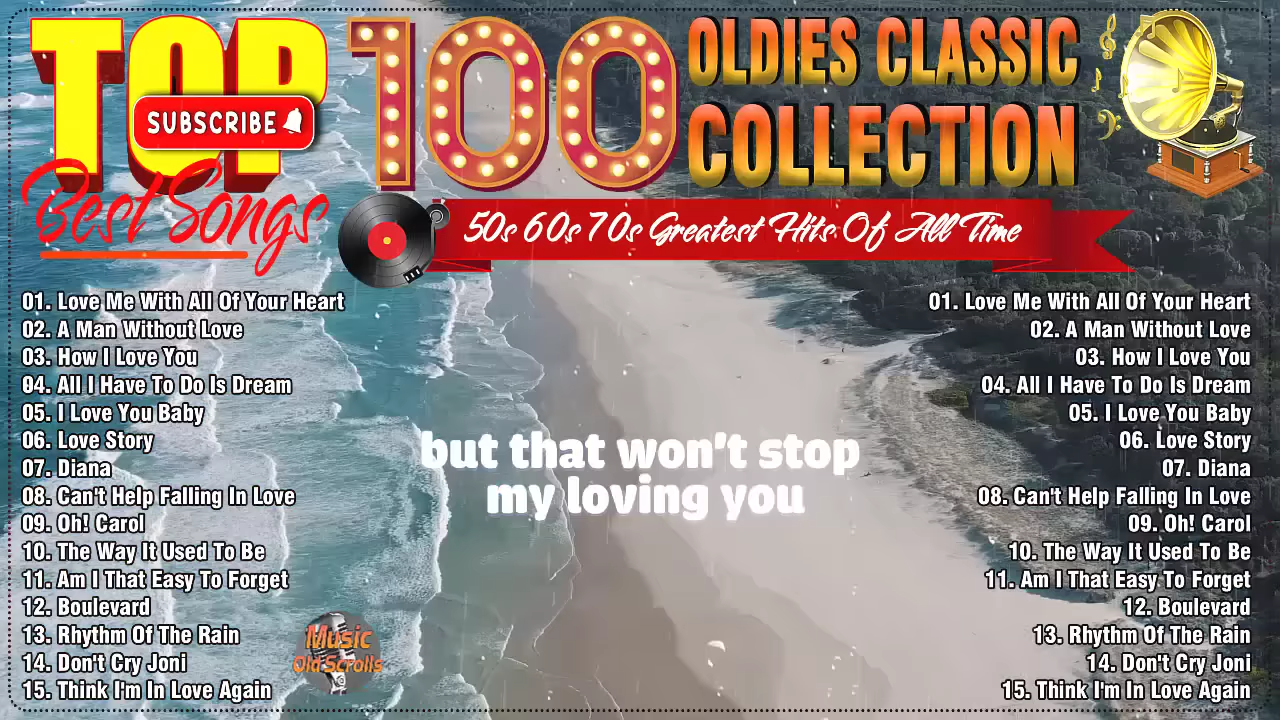 TOP
SUBSCRIBE
Best Songs
100
OLDIES CLASSIC
COLLECTION
50s 60s 70s Greatest Hits Of All Time
01. Love Me With All Of Your Heart
02. A Man Without Love
03. How I Love You
04. All I Have To Do Is Dream
05. I Love You Baby
06. Love Story
07. Diana
08. Can't Help Falling In Love
09. Oh! Carol
10. The Way It Used To Be
11. Am I That Easy To Forget
12. Boulevard
13. Rhythm Of The Rain
14. Don't Cry Joni
15. Think I'm In Love Again
but that won't stop
my loving you
Music
Old Scrolls
01. Love Me With All Of Your Heart
02. A Man Without Love
03. How I Love You
04. All I Have To Do Is Dream
05. I Love You Baby
06. Love Story
07. Diana
08. Can't Help Falling In Love
09. Oh! Carol
10. The Way It Used To Be
11. Am I That Easy To Forget
12. Boulevard
13. Rhythm Of The Rain
14. Don't Cry Joni
15. Think I'm In Love Again